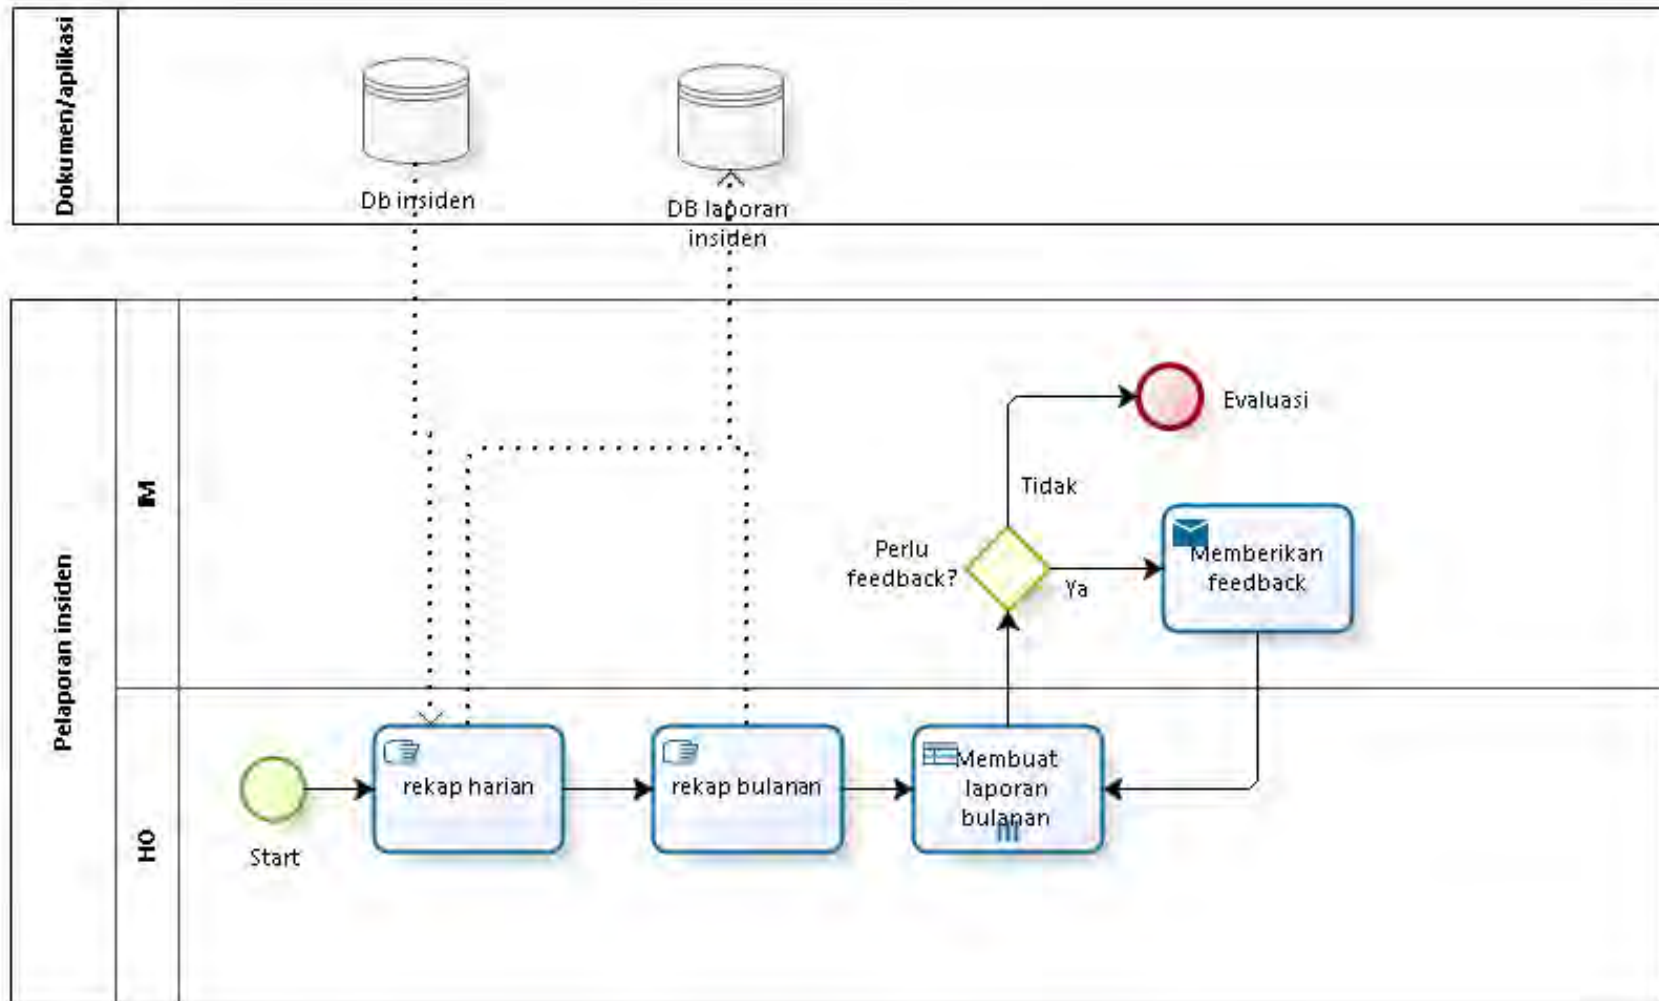 Dokumen/aplikasi
Db insiden
DB laporan
insiden
Pelaporan insiden
IM
Evaluasi
Tidak
Perlu
feedback?
Ya
Memberikan
feedback
HO
Start
rekap harian
rekap bulanan
Membuat
laporan
bulanan